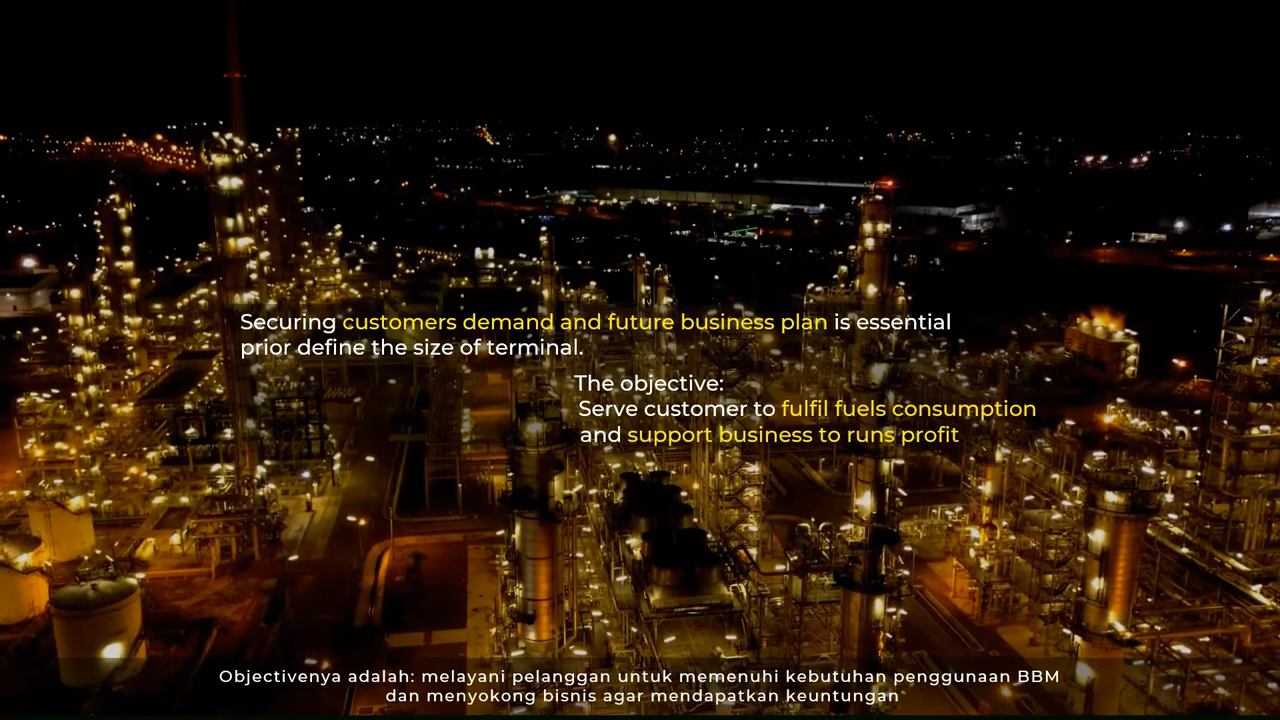 Securing customers demand and future business plan is essential
prior define the size of terminal.
The objective:
Serve customer to fulfil fuels consumption
and support business to runs profit
Objectivenya adalah: melayani pelanggan untuk memenuhi kebutuhan penggunaan BBM
dan menyokong bisnis agar mendapatkan keuntungan